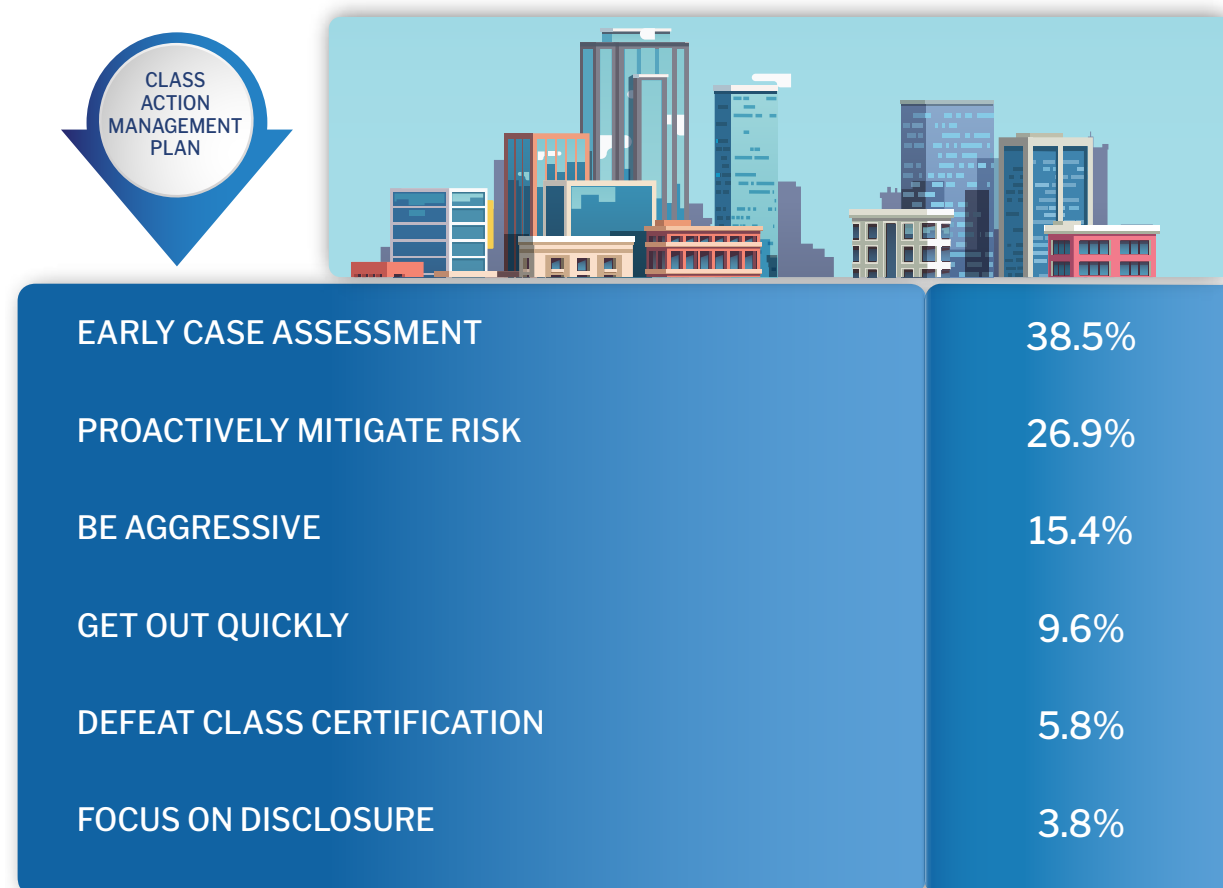 CLASS
ACTION
MANAGEMENT
PLAN
EARLY CASE ASSESSMENT 38.5%
PROACTIVELY MITIGATE RISK 26.9%
BE AGGRESSIVE 15.4%
GET OUT QUICKLY 9.6%
DEFEAT CLASS CERTIFICATION 5.8%
FOCUS ON DISCLOSURE 3.8%